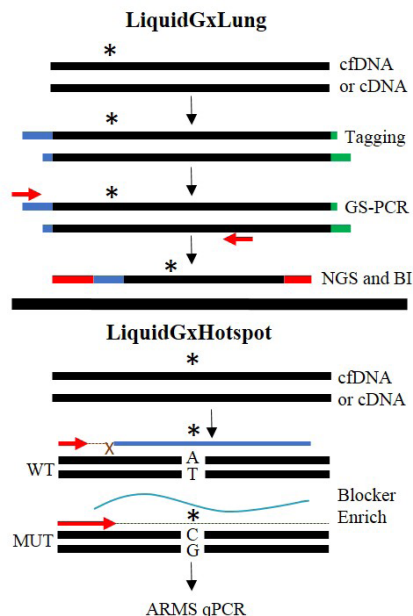 LiquidGxLung
*
cfDNA
or cDNA
*
Tagging
*
GS-PCR
*
NGS and BI
LiquidGxHotspot
*
cfDNA
or cDNA
*
X
A
WT
T
Blocker
Enrich
*
C
MUT
G
ARMS qPCR